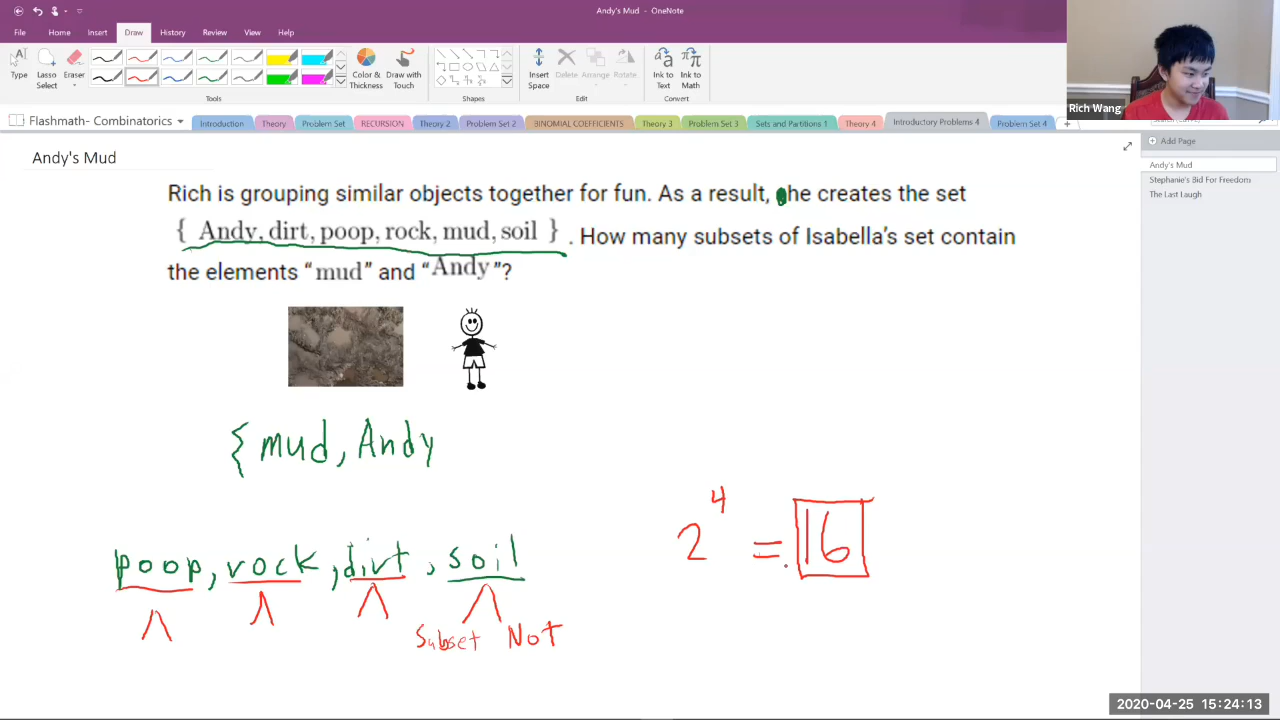 Andy's Mud - OneNote
File Home Insert Draw History Review View Help
Type Lasso Select Eraser Color & Thickness Draw with Touch Insert Space Delete Arrange Rotate Ink to Text Ink to Math
Tools Shapes Edit Convert
Rich Wang
Flashmath- Combinatorics Introduction Theory Problem Set RECURSION Theory 2 Problem Set 2 BINOMIAL COEFFICIENTS Theory 3 Problem Set 3 Sets and Partitions 1 Theory 4 Introductory Problems 4 Problem Set 4
Add Page
Andy's Mud
Stephanie's Bid For Freedom
The Last Laugh
Andy's Mud
Rich is grouping similar objects together for fun. As a result, he creates the set
{ Andy, dirt, poop, rock, mud, soil } . How many subsets of Isabella's set contain
the elements “mud” and “Andy”?
{ mud, Andy
poop, rock, dirt, soil
Subset Not
2^4 = 16
2020-04-25 15:24:13